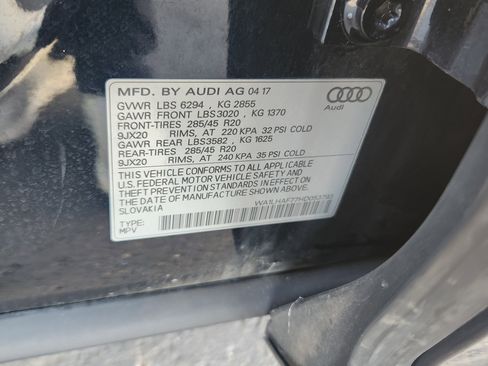 MFD. BY AUDI AG 04 17
Audi
GVWR LBS 6294 , KG 2855
GAWR FRONT LBS3020 , KG 1370
FRONT-TIRES 285/45 R20
9JX20 RIMS, AT 220 KPA 32 PSI COLD
GAWR REAR LBS3582 , KG 1625
REAR-TIRES 285/45 R20
9JX20 RIMS, AT 240 KPA 35 PSI COLD
THIS VEHICLE CONFORMS TO ALL APPLICABLE
U.S. FEDERAL MOTOR VEHICLE SAFETY AND
THEFT PREVENTION STANDARDS IN EFFECT ON
THE DATE OF MANUFACTURE SHOWN ABOVE.
SLOVAKIA
TYPE:
MPV